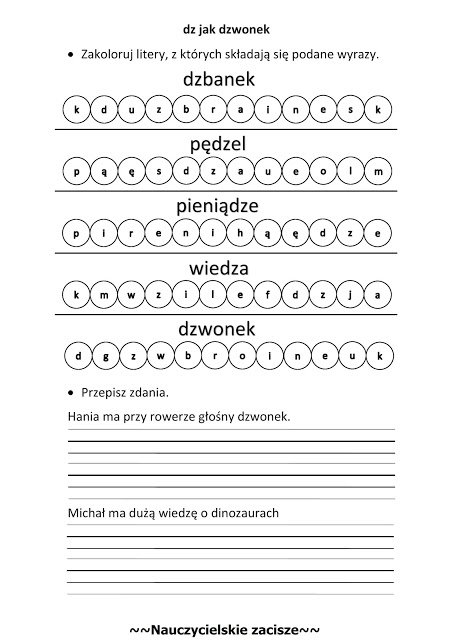 dz jak dzwonek
• Zakoloruj litery, z których składają się podane wyrazy.
dzbanek
k d u z b r a i n e s k
pędzel
p ą ę s d z a u e o l m
pieniądze
p i r e n i h ą ę d z e
wiedza
k m w z i l e f d z j a
dzwonek
d g z w b r o i n e u k
• Przepisz zdania.
Hania ma przy rowerze głośny dzwonek.
Michał ma dużą wiedzę o dinozaurach
~~Nauczycielskie zacisze~~